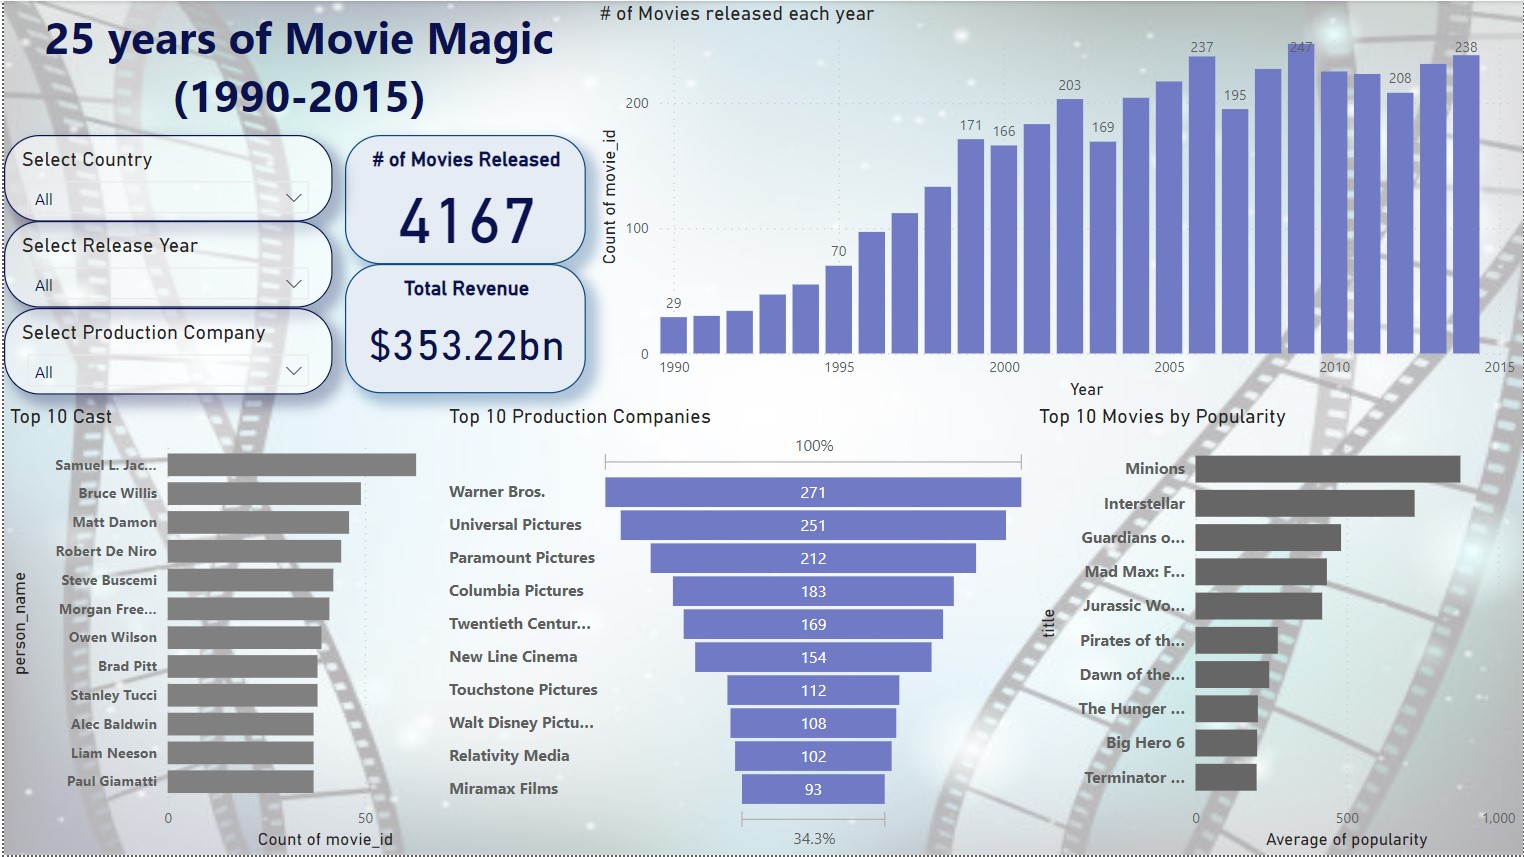 25 years of Movie Magic
(1990-2015)
Select Country
All
Select Release Year
All
Select Production Company
All
# of Movies Released
4167
Total Revenue
$353.22bn
# of Movies released each year
Count of movie_id
200
100
0
29
70
171
166
203
169
237
195
247
208
238
1990
1995
2000
2005
2010
2015
Year
Top 10 Cast
person_name
Samuel L. Jac...
Bruce Willis
Matt Damon
Robert De Niro
Steve Buscemi
Morgan Free...
Owen Wilson
Brad Pitt
Stanley Tucci
Alec Baldwin
Liam Neeson
Paul Giamatti
0
50
Count of movie_id
Top 10 Production Companies
100%
Warner Bros.
271
Universal Pictures
251
Paramount Pictures
212
Columbia Pictures
183
Twentieth Centur...
169
New Line Cinema
154
Touchstone Pictures
112
Walt Disney Pictu...
108
Relativity Media
102
Miramax Films
93
34.3%
Top 10 Movies by Popularity
title
Minions
Interstellar
Guardians o...
Mad Max: F...
Jurassic Wo...
Pirates of th...
Dawn of the...
The Hunger ...
Big Hero 6
Terminator ...
0
500
1,000
Average of popularity